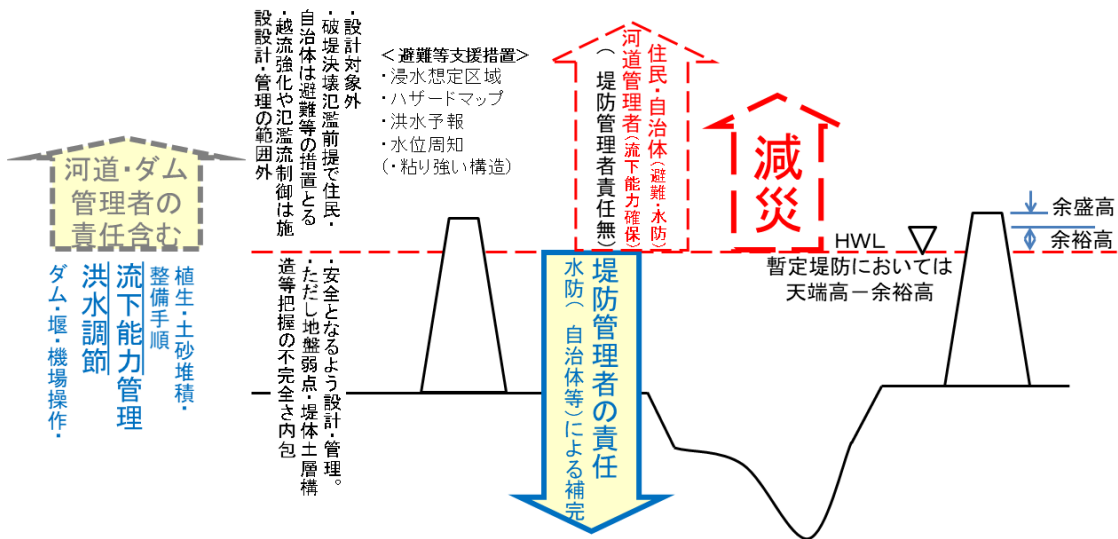 ・設計対象外
・破堤決壊氾濫前提で住民・
自治体は避難等の措置とる
・越流強化や氾濫流制御は施
設設計・管理の範囲外
＜避難等支援措置＞
・浸水想定区域
・ハザードマップ
・洪水予報
・水位周知
(・粘り強い構造)
住民・自治体(避難・水防)
河道管理者(流下能力確保)
(堤防管理者責任無)
減災
河道・ダム
管理者の
責任含む
余盛高
余裕高
HWL
暫定堤防においては
天端高－余裕高
植生・土砂堆積・
整備手順
流下能力管理
洪水調節
ダム・堰・機場操作・
・安全となるよう設計・管理。
・ただし地盤弱点・堤体土層構
造等把握の不完全さ内包
堤防管理者の責任
水防(自治体等)による補完